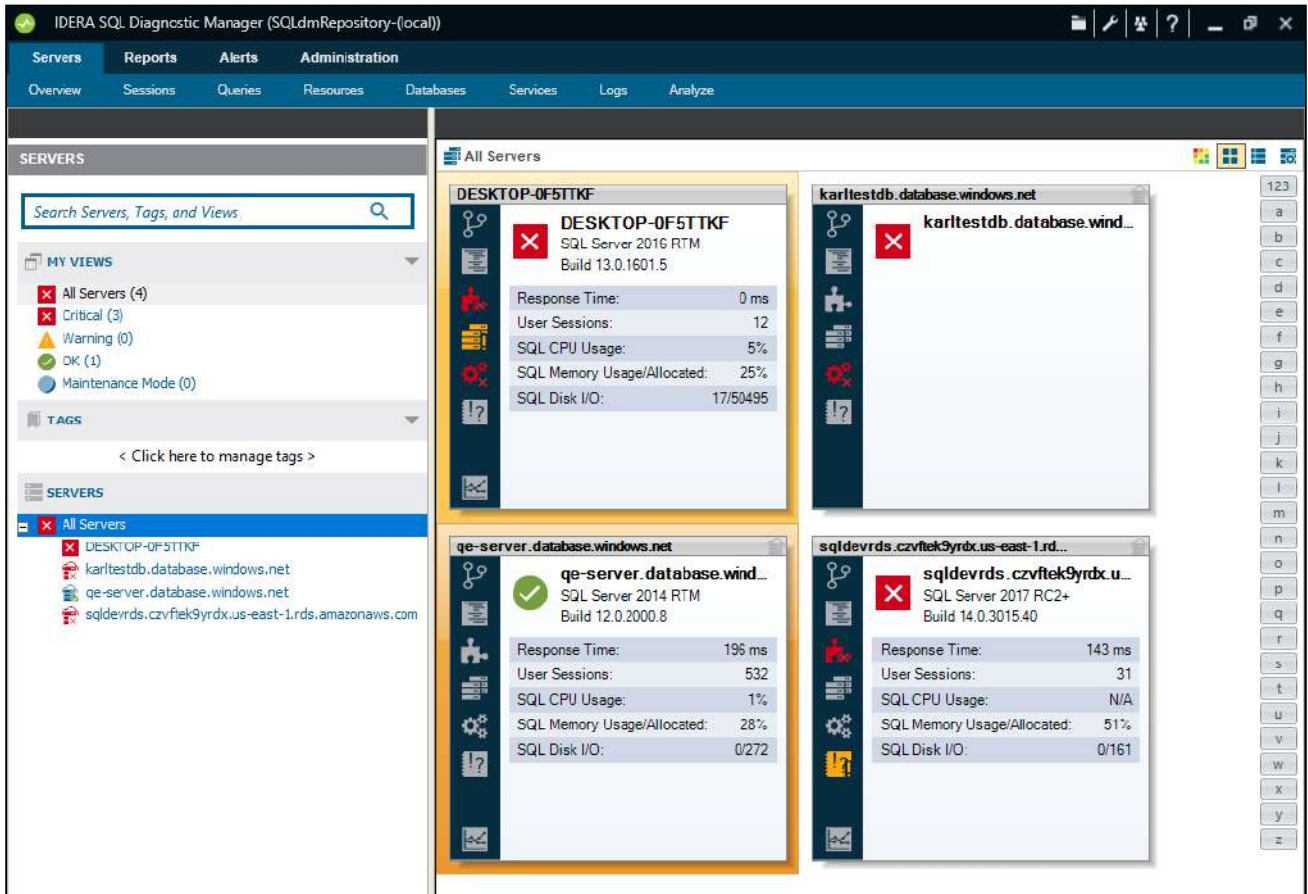 IDERA SQL Diagnostic Manager (SQLdmRepository-(local))
Servers Reports Alerts Administration
Overview Sessions Queries Resources Databases Services Logs Analyze
SERVERS
Search Servers, Tags, and Views
MY VIEWS
All Servers (4)
Critical (3)
Warning (0)
OK (1)
Maintenance Mode (0)
TAGS
< Click here to manage tags >
SERVERS
All Servers
DESKTOP-0F5TTKF
karltestdb.database.windows.net
qe-server.database.windows.net
sqldevrds.czvftek9yrdx.us-east-1.rds.amazonaws.com
All Servers
DESKTOP-0F5TTKF
DESKTOP-0F5TTKF
SQL Server 2016 RTM
Build 13.0.1601.5
Response Time: 0 ms
User Sessions: 12
SQL CPU Usage: 5%
SQL Memory Usage/Allocated: 25%
SQL Disk I/O: 17/50495
karltestdb.database.windows.net
karltestdb.database.wind...
qe-server.database.windows.net
qe-server.database.wind...
SQL Server 2014 RTM
Build 12.0.2000.8
Response Time: 196 ms
User Sessions: 532
SQL CPU Usage: 1%
SQL Memory Usage/Allocated: 28%
SQL Disk I/O: 0/272
sqldevrds.czvftek9yrdx.us-east-1.rd...
sqldevrds.czvftek9yrdx.u...
SQL Server 2017 RC2+
Build 14.0.3015.40
Response Time: 143 ms
User Sessions: 31
SQL CPU Usage: N/A
SQL Memory Usage/Allocated: 51%
SQL Disk I/O: 0/161
123
a
b
c
d
e
f
g
h
i
j
k
l
m
n
o
p
q
r
s
t
u
v
w
x
y
z